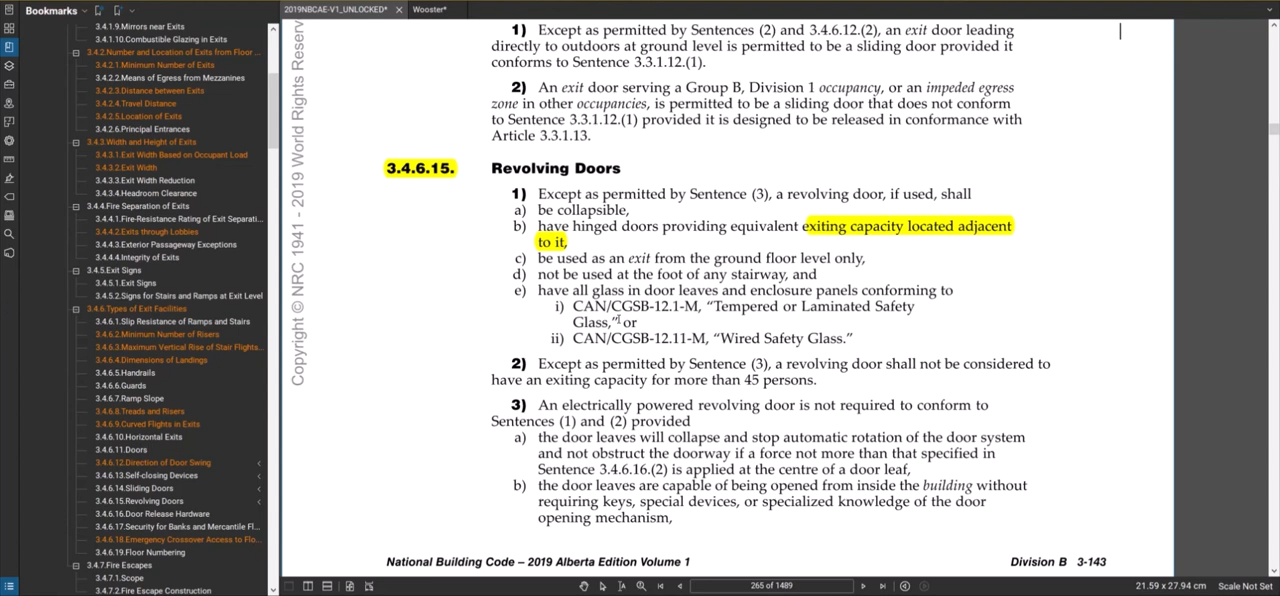 Bookmarks
2019NBCAE-V1_UNLOCKED*
Wooster*
3.4.1.9.Mirrors near Exits
3.4.1.10.Combustible Glazing in Exits
3.4.2.Number and Location of Exits from Floor ...
3.4.2.1.Minimum Number of Exits
3.4.2.2.Means of Egress from Mezzanines
3.4.2.3.Distance between Exits
3.4.2.4.Travel Distance
3.4.2.5.Location of Exits
3.4.2.6.Principal Entrances
3.4.3.Width and Height of Exits
3.4.3.1.Exit Width Based on Occupant Load
3.4.3.2.Exit Width
3.4.3.3.Exit Width Reduction
3.4.3.4.Headroom Clearance
3.4.4.Fire Separation of Exits
3.4.4.1.Fire-Resistance Rating of Exit Separati...
3.4.4.2.Exits through Lobbies
3.4.4.3.Exterior Passageway Exceptions
3.4.4.4.Integrity of Exits
3.4.5.Exit Signs
3.4.5.1.Exit Signs
3.4.5.2.Signs for Stairs and Ramps at Exit Level
3.4.6.Types of Exit Facilities
3.4.6.1.Slip Resistance of Ramps and Stairs
3.4.6.2.Minimum Number of Risers
3.4.6.3.Maximum Vertical Rise of Stair Flights...
3.4.6.4.Dimensions of Landings
3.4.6.5.Handrails
3.4.6.6.Guards
3.4.6.7.Ramp Slope
3.4.6.8.Treads and Risers
3.4.6.9.Curved Flights in Exits
3.4.6.10.Horizontal Exits
3.4.6.11.Doors
3.4.6.12.Direction of Door Swing
3.4.6.13.Self-closing Devices
3.4.6.14.Sliding Doors
3.4.6.15.Revolving Doors
3.4.6.16.Door Release Hardware
3.4.6.17.Security for Banks and Mercantile Fl...
3.4.6.18.Emergency Crossover Access to Flo...
3.4.6.19.Floor Numbering
3.4.7.Fire Escapes
3.4.7.1.Scope
3.4.7.2.Fire Escape Construction
Copyright © NRC 1941 - 2019 World Rights Reserv
1) Except as permitted by Sentences (2) and 3.4.6.12.(2), an exit door leading
directly to outdoors at ground level is permitted to be a sliding door provided it
conforms to Sentence 3.3.1.12.(1).
2) An exit door serving a Group B, Division 1 occupancy, or an impeded egress
zone in other occupancies, is permitted to be a sliding door that does not conform
to Sentence 3.3.1.12.(1) provided it is designed to be released in conformance with
Article 3.3.1.13.
3.4.6.15. Revolving Doors
1) Except as permitted by Sentence (3), a revolving door, if used, shall
a) be collapsible,
b) have hinged doors providing equivalent exiting capacity located adjacent
to it,
c) be used as an exit from the ground floor level only,
d) not be used at the foot of any stairway, and
e) have all glass in door leaves and enclosure panels conforming to
i) CAN/CGSB-12.1-M, “Tempered or Laminated Safety
Glass,” or
ii) CAN/CGSB-12.11-M, “Wired Safety Glass.”
2) Except as permitted by Sentence (3), a revolving door shall not be considered to
have an exiting capacity for more than 45 persons.
3) An electrically powered revolving door is not required to conform to
Sentences (1) and (2) provided
a) the door leaves will collapse and stop automatic rotation of the door system
and not obstruct the doorway if a force not more than that specified in
Sentence 3.4.6.16.(2) is applied at the centre of a door leaf,
b) the door leaves are capable of being opened from inside the building without
requiring keys, special devices, or specialized knowledge of the door
opening mechanism,
National Building Code – 2019 Alberta Edition Volume 1
Division B 3-143
265 of 1489
21.59 x 27.94 cm
Scale Not Set